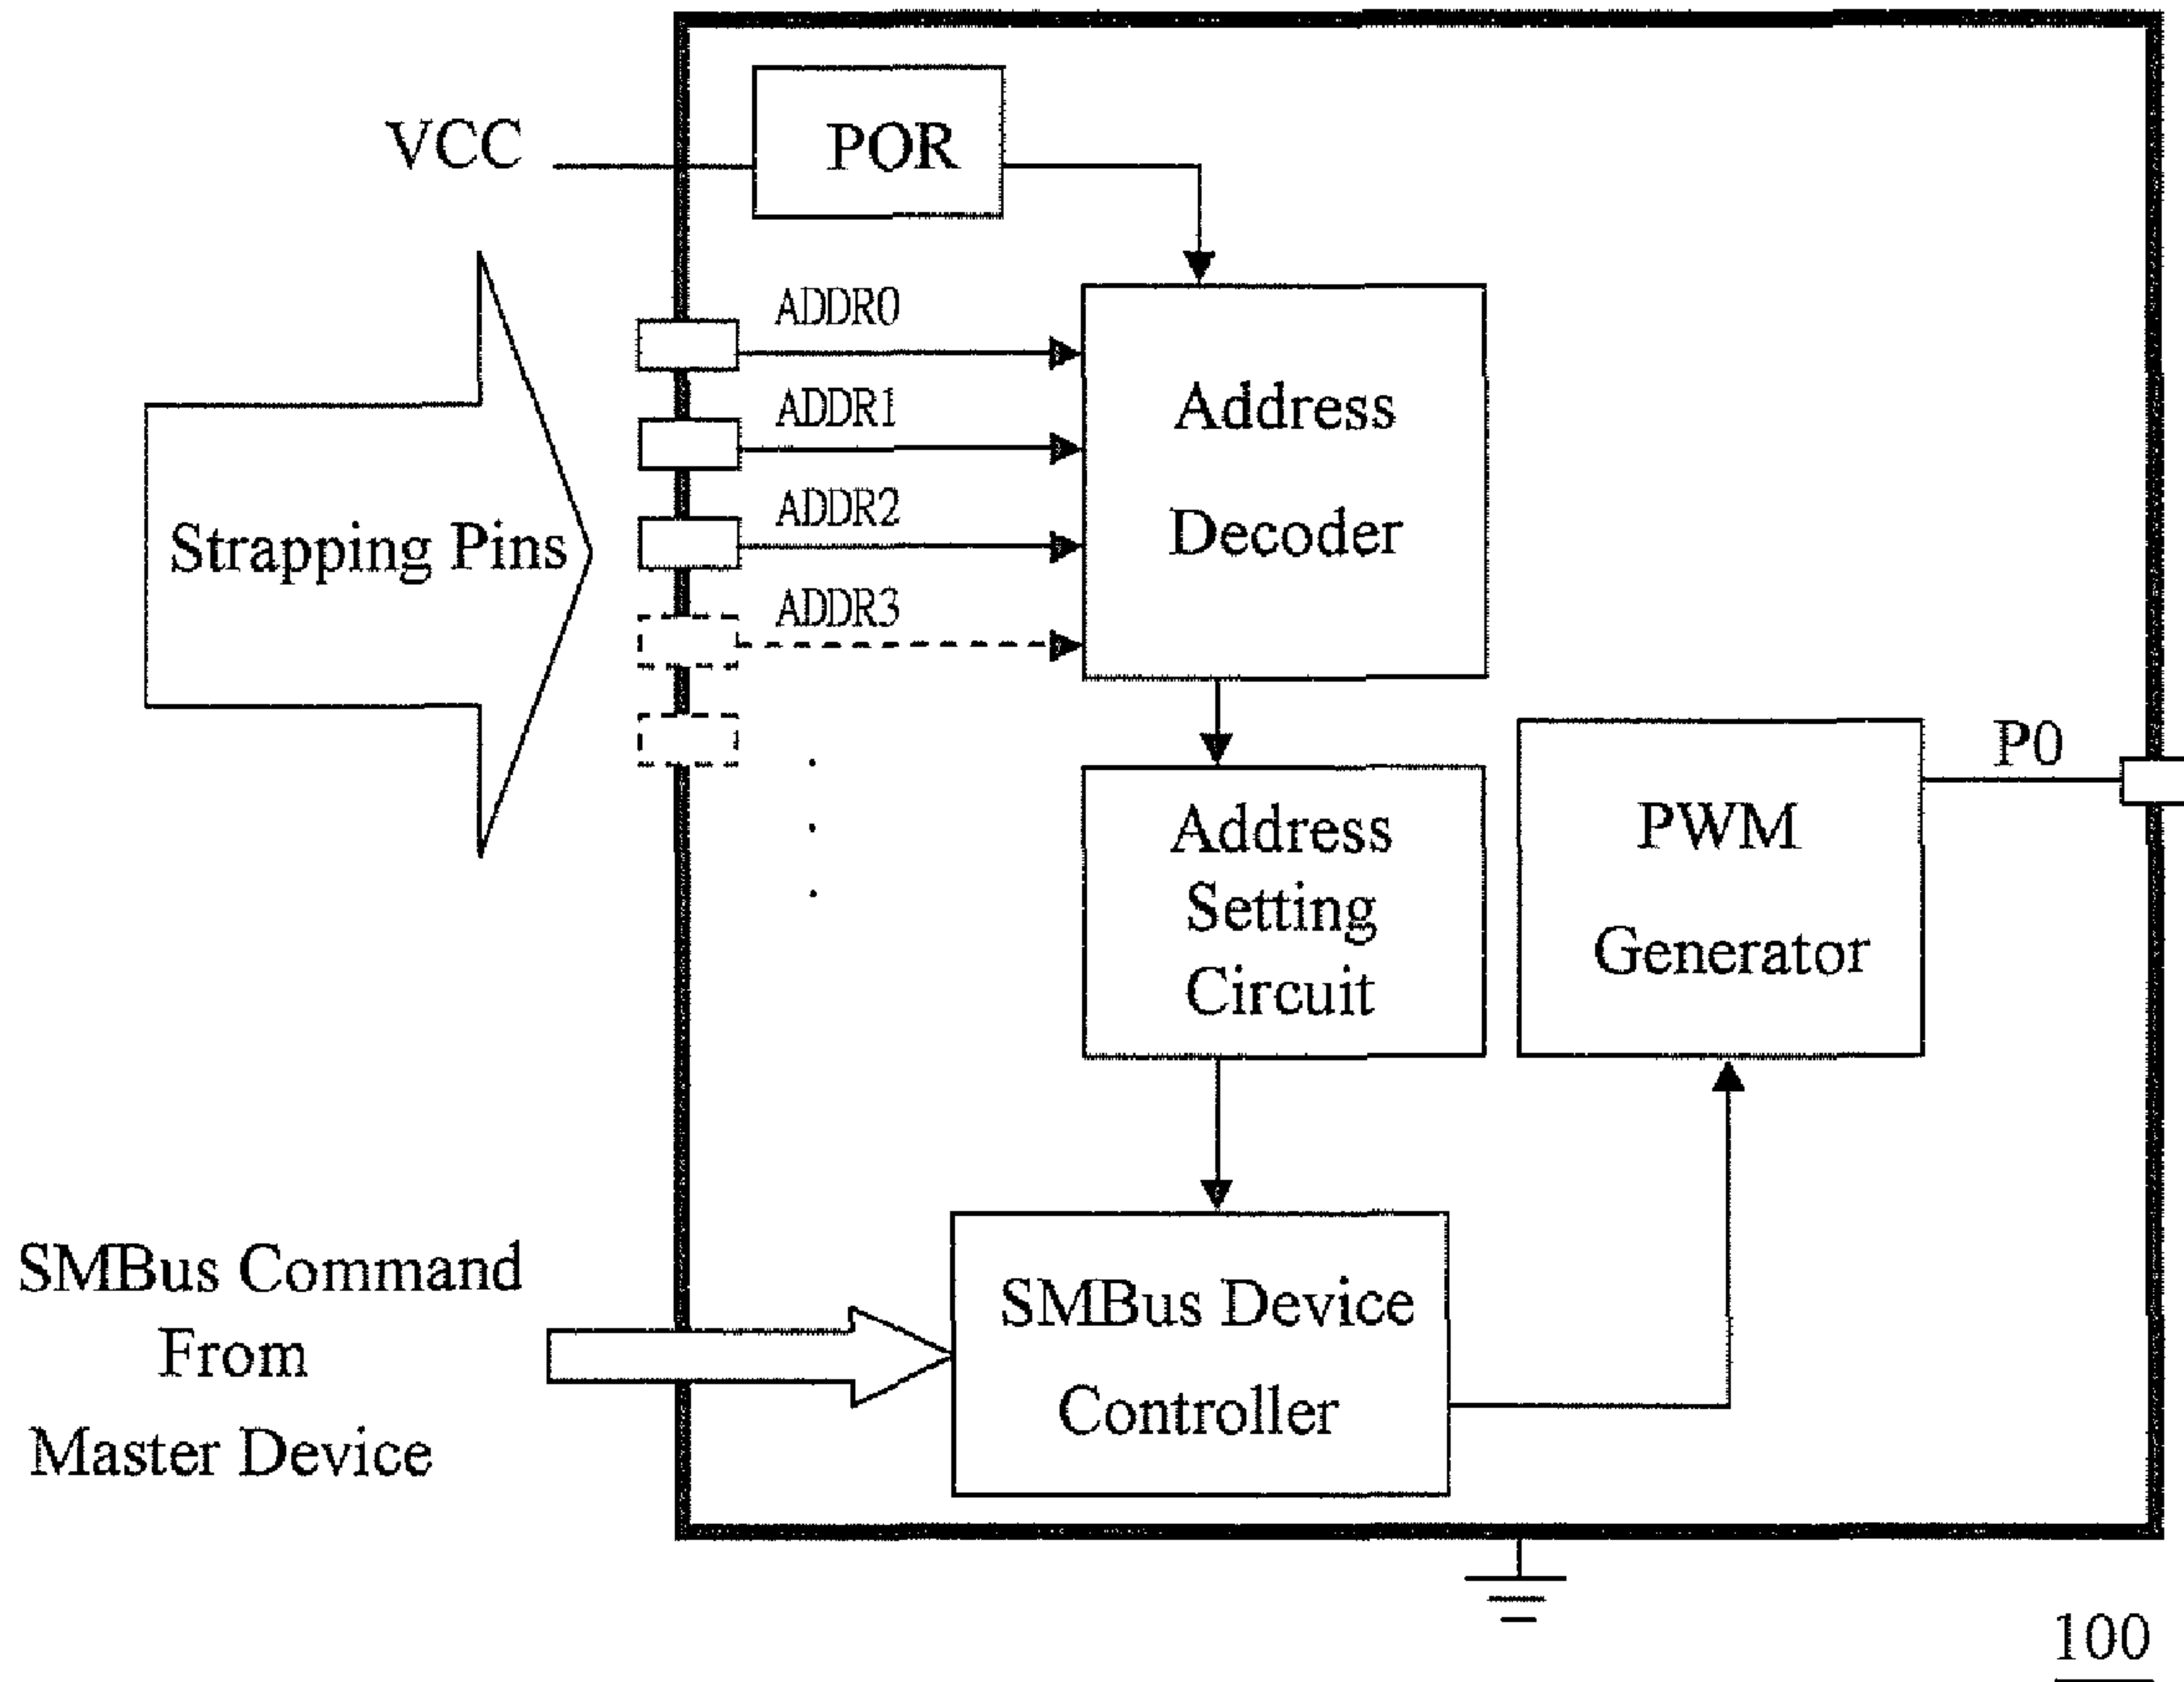 VCC
POR
ADDR0
ADDR1
ADDR2
ADDR3
Strapping Pins
Address
Decoder
Address
Setting
Circuit
PWM
Generator
P0
SMBus Command
From
Master Device
SMBus Device
Controller
100